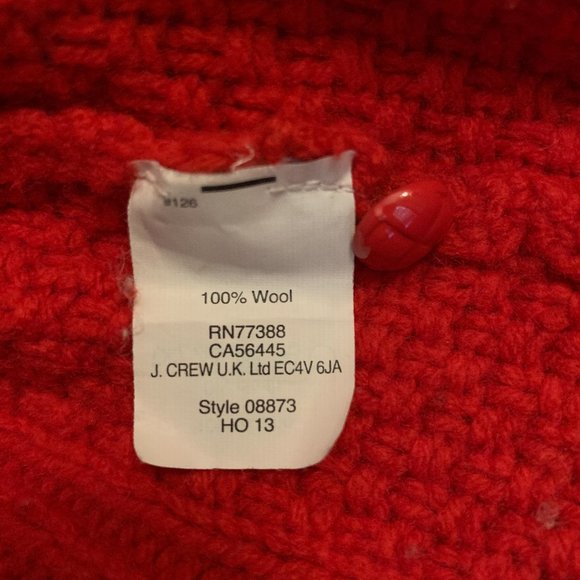 #126
100% Wool
RN77388
CA56445
J. CREW U.K. Ltd EC4V 6JA
Style 08873
HO 13